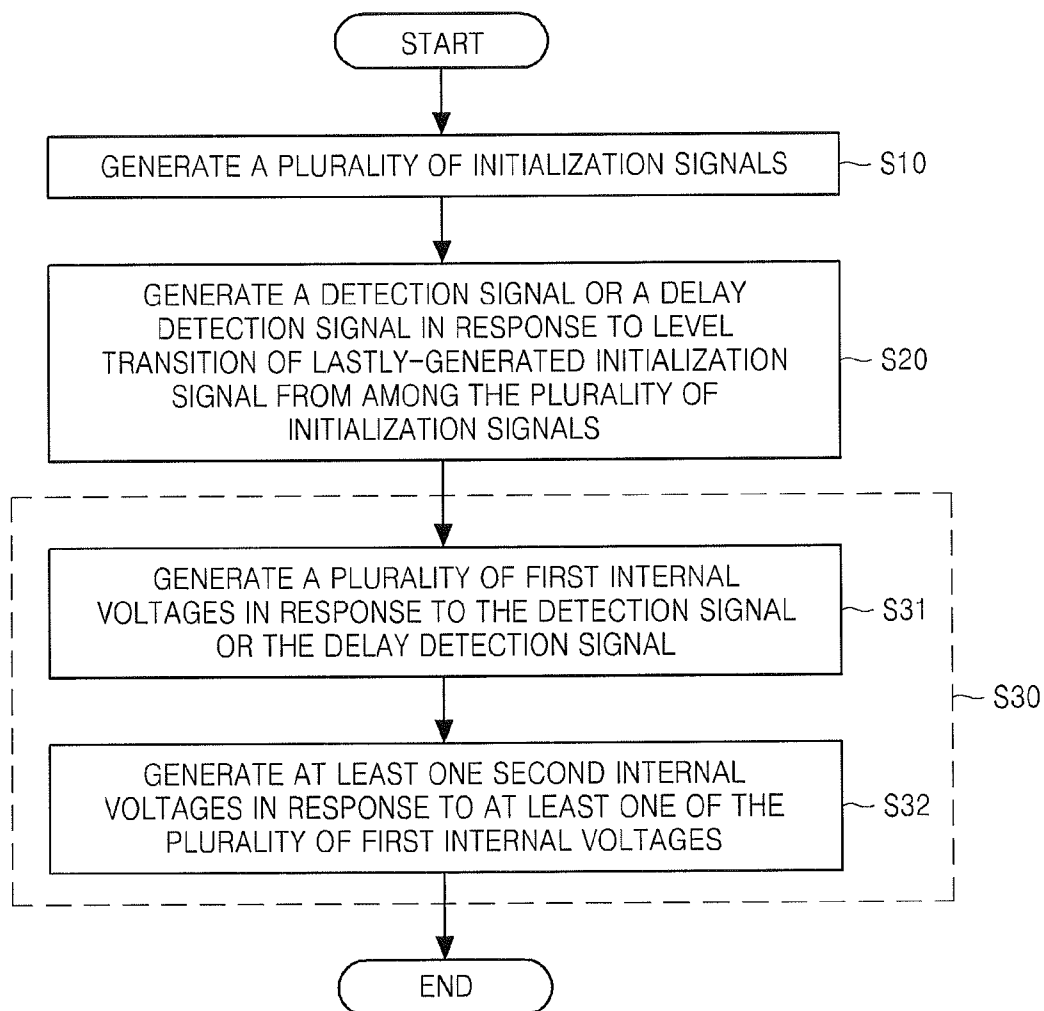 START
GENERATE A PLURALITY OF INITIALIZATION SIGNALS
S10
GENERATE A DETECTION SIGNAL OR A DELAY
DETECTION SIGNAL IN RESPONSE TO LEVEL
TRANSITION OF LASTLY-GENERATED INITIALIZATION
SIGNAL FROM AMONG THE PLURALITY OF
INITIALIZATION SIGNALS
S20
GENERATE A PLURALITY OF FIRST INTERNAL
VOLTAGES IN RESPONSE TO THE DETECTION SIGNAL
OR THE DELAY DETECTION SIGNAL
S31
S30
GENERATE AT LEAST ONE SECOND INTERNAL
VOLTAGES IN RESPONSE TO AT LEAST ONE OF THE
PLURALITY OF FIRST INTERNAL VOLTAGES
S32
END